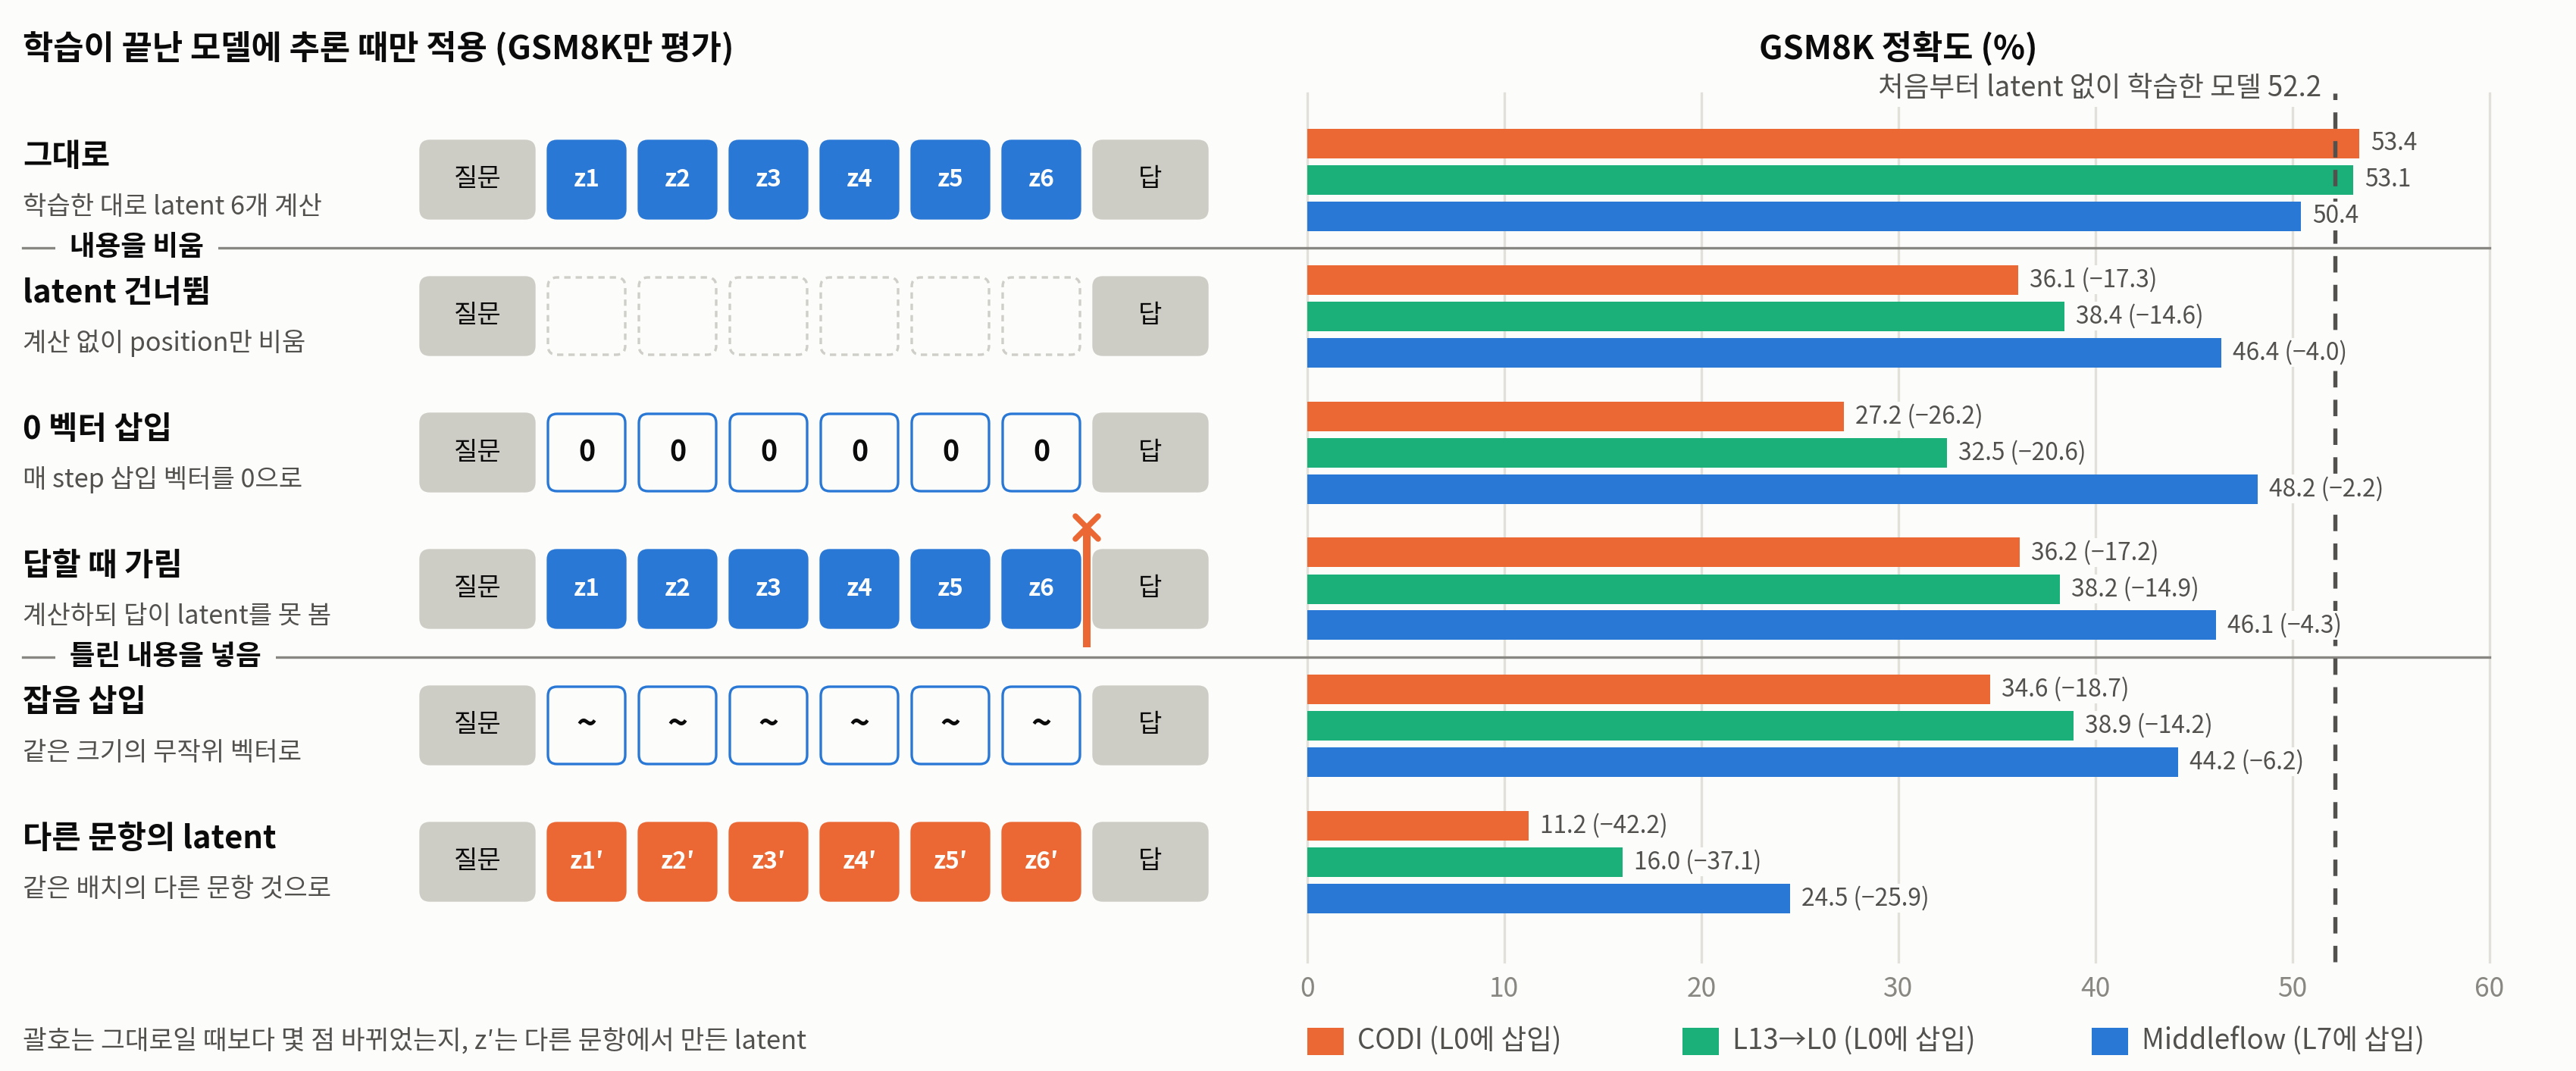 학습이 끝난 모델에 추론 때만 적용 (GSM8K만 평가)
GSM8K 정확도 (%)
처음부터 latent 없이 학습한 모델 52.2
그대로
학습한 대로 latent 6개 계산
질문 z1 z2 z3 z4 z5 z6 답
53.4
53.1
50.4
내용을 비움
latent 건너뜀
계산 없이 position만 비움
질문 답
36.1 (−17.3)
38.4 (−14.6)
46.4 (−4.0)
0 벡터 삽입
매 step 삽입 벡터를 0으로
질문 0 0 0 0 0 0 답
27.2 (−26.2)
32.5 (−20.6)
48.2 (−2.2)
답할 때 가림
계산하되 답이 latent를 못 봄
질문 z1 z2 z3 z4 z5 z6 답
36.2 (−17.2)
38.2 (−14.9)
46.1 (−4.3)
틀린 내용을 넣음
잡음 삽입
같은 크기의 무작위 벡터로
질문 ~ ~ ~ ~ ~ ~ 답
34.6 (−18.7)
38.9 (−14.2)
44.2 (−6.2)
다른 문항의 latent
같은 배치의 다른 문항 것으로
질문 z1′ z2′ z3′ z4′ z5′ z6′ 답
11.2 (−42.2)
16.0 (−37.1)
24.5 (−25.9)
0 10 20 30 40 50 60
괄호는 그대로일 때보다 몇 점 바뀌었는지, z′는 다른 문항에서 만든 latent
CODI (L0에 삽입) L13→L0 (L0에 삽입) Middleflow (L7에 삽입)